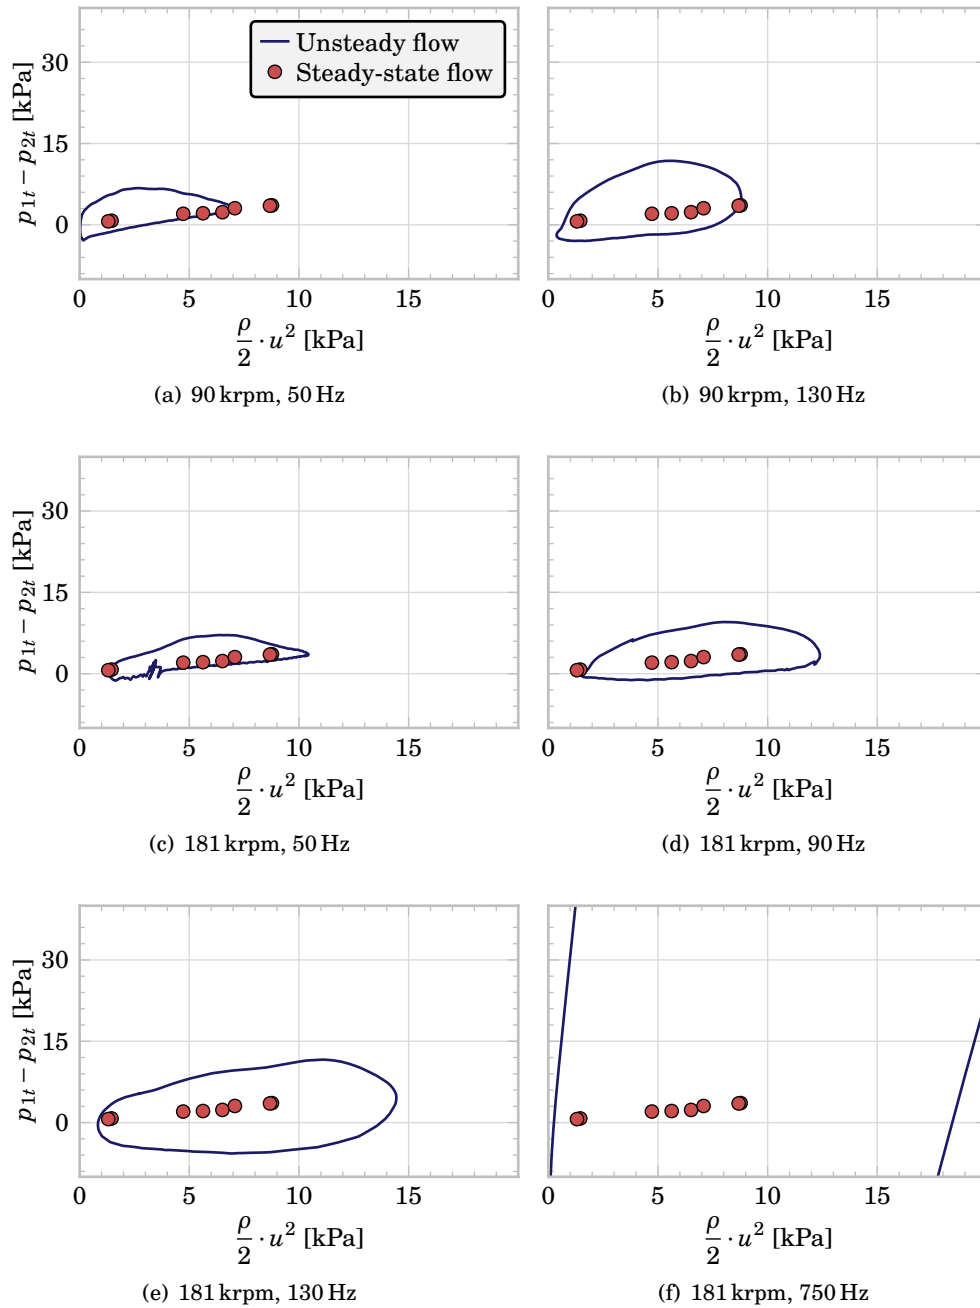 Unsteady flow
Steady-state flow
p1t − p2t [kPa]
30
15
0
0 5 10 15
0 5 10 15
ρ/2 · u² [kPa]
ρ/2 · u² [kPa]
(a) 90 krpm, 50 Hz
(b) 90 krpm, 130 Hz
p1t − p2t [kPa]
30
15
0
0 5 10 15
0 5 10 15
ρ/2 · u² [kPa]
ρ/2 · u² [kPa]
(c) 181 krpm, 50 Hz
(d) 181 krpm, 90 Hz
p1t − p2t [kPa]
30
15
0
0 5 10 15
0 5 10 15
ρ/2 · u² [kPa]
ρ/2 · u² [kPa]
(e) 181 krpm, 130 Hz
(f) 181 krpm, 750 Hz